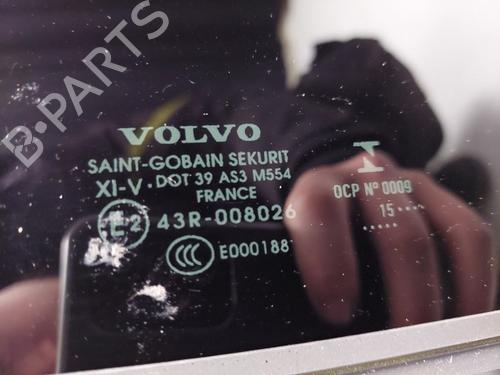 B-PARTS
VOLVO
SAINT-GOBAIN SEKURIT
XI-V · DOT 39 AS3 M554
FRANCE
E2 43R-008026
CCC E000188
I
OCP Nº 0009
15
.....
.....